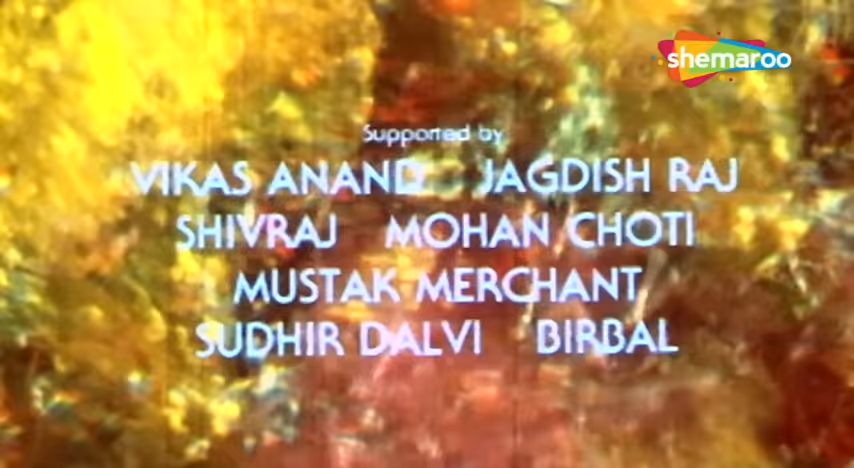 shemaroo
Supported by
VIKAS ANAND JAGDISH RAJ
SHIVRAJ MOHAN CHOTI
MUSTAK MERCHANT
SUDHIR DALVI BIRBAL